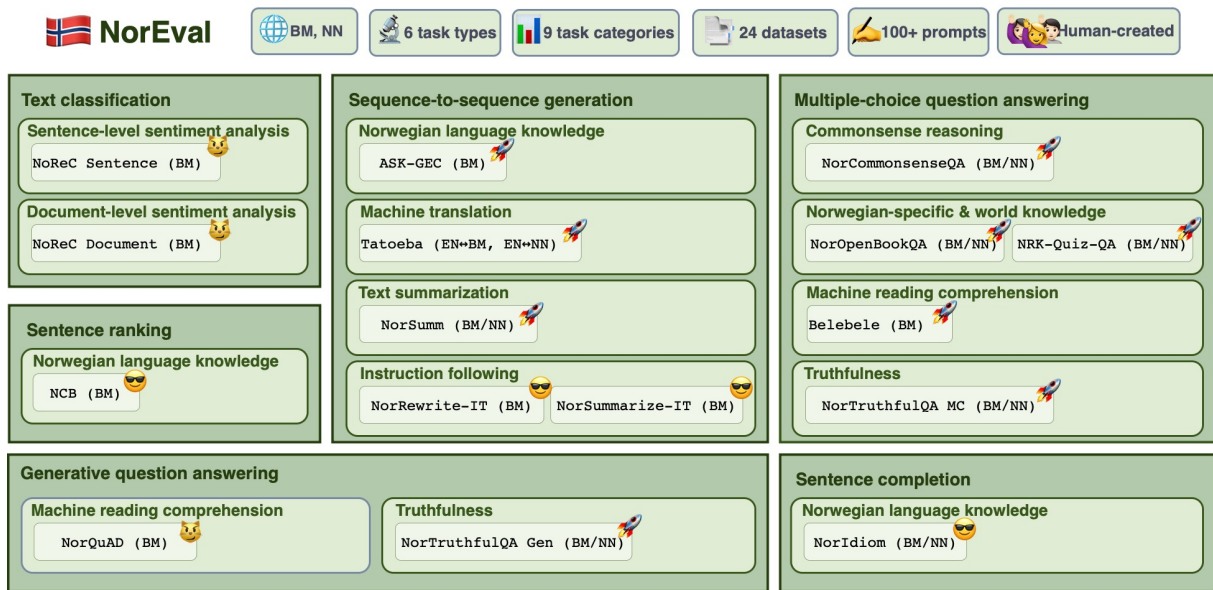 NorEval
BM, NN
6 task types
9 task categories
24 datasets
100+ prompts
Human-created
Text classification
Sentence-level sentiment analysis
NoReC Sentence (BM)
Document-level sentiment analysis
NoReC Document (BM)
Sentence ranking
Norwegian language knowledge
NCB (BM)
Sequence-to-sequence generation
Norwegian language knowledge
ASK-GEC (BM)
Machine translation
Tatoeba (EN↔BM, EN↔NN)
Text summarization
NorSumm (BM/NN)
Instruction following
NorRewrite-IT (BM)
NorSummarize-IT (BM)
Multiple-choice question answering
Commonsense reasoning
NorCommonsenseQA (BM/NN)
Norwegian-specific & world knowledge
NorOpenBookQA (BM/NN)
NRK-Quiz-QA (BM/NN)
Machine reading comprehension
Belebele (BM)
Truthfulness
NorTruthfulQA MC (BM/NN)
Generative question answering
Machine reading comprehension
NorQuAD (BM)
Truthfulness
NorTruthfulQA Gen (BM/NN)
Sentence completion
Norwegian language knowledge
NorIdiom (BM/NN)